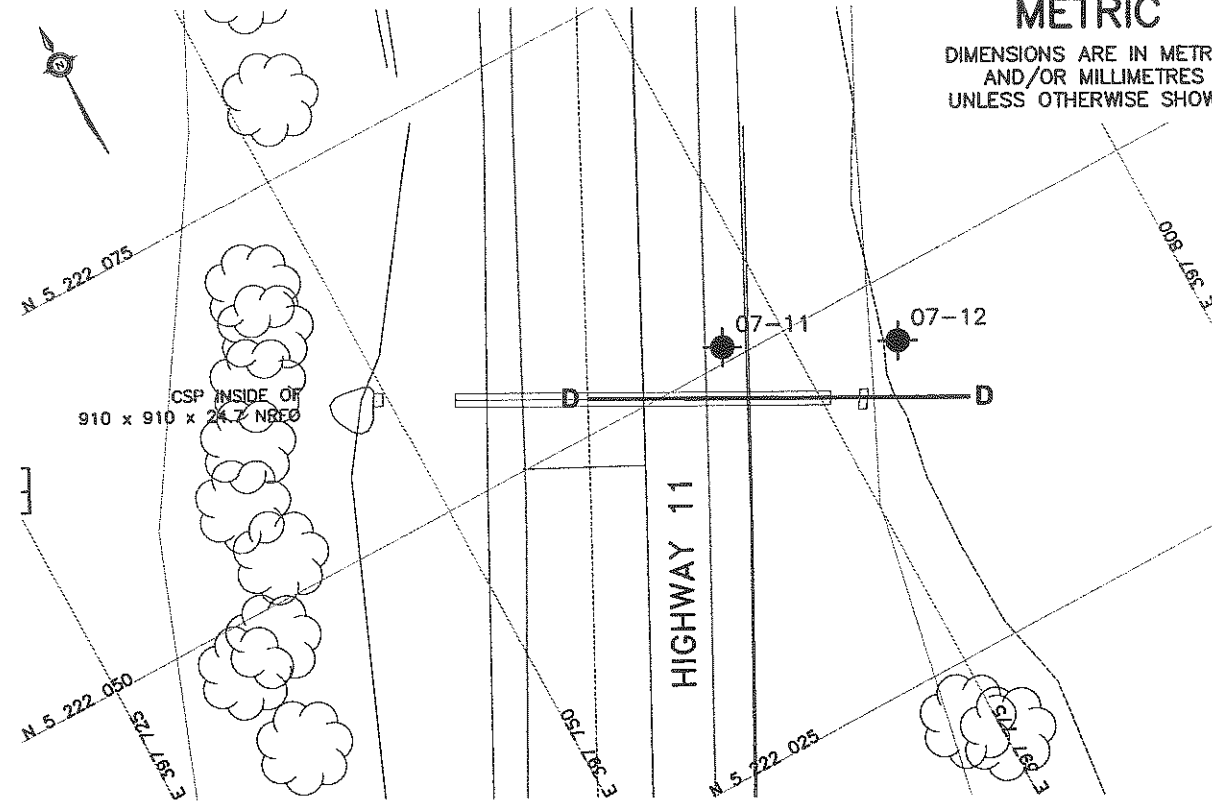 METRIC
DIMENSIONS ARE IN METR
AND/OR MILLIMETRES
UNLESS OTHERWISE SHOW
N
N 5 222 075
E 397 800
07-11
07-12
CSP INSIDE OF
910 x 910 x 24.7 NRFO
D
D
HIGHWAY 11
N 5 222 050
E 397 725
E 397 750
N 5 222 025
E 397 775